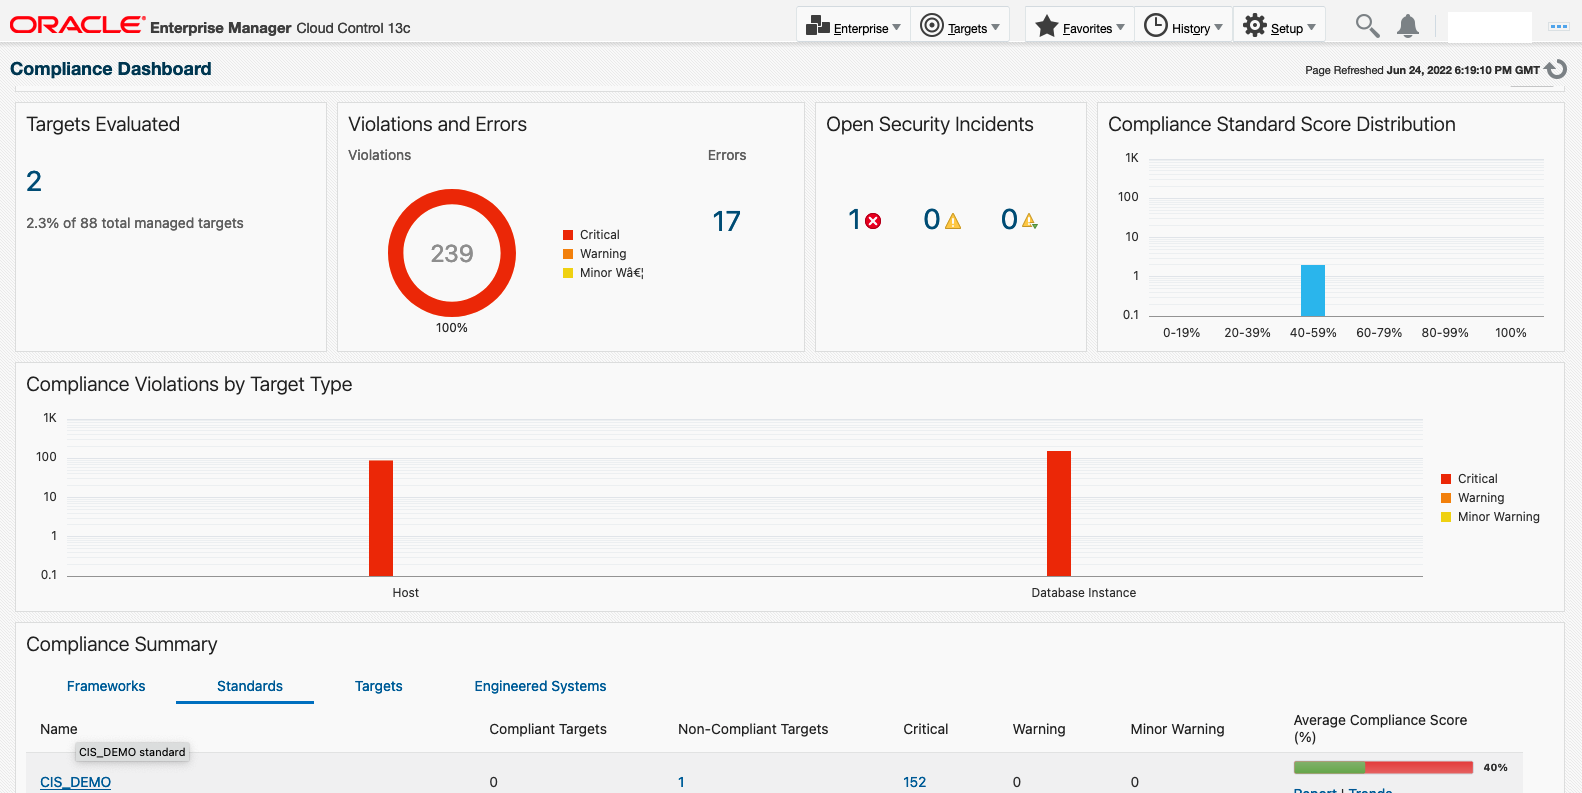 ORACLE Enterprise Manager Cloud Control 13c
Enterprise Targets Favorites History Setup
Compliance Dashboard
Page Refreshed Jun 24, 2022 6:19:10 PM GMT
Targets Evaluated
2
2.3% of 88 total managed targets
Violations and Errors
Violations
Errors
239
100%
Critical
Warning
Minor Wâ€¦
17
Open Security Incidents
1 0 0
Compliance Standard Score Distribution
1K
100
10
1
0.1
0-19% 20-39% 40-59% 60-79% 80-99% 100%
Compliance Violations by Target Type
1K
100
10
1
0.1
Host Database Instance
Critical
Warning
Minor Warning
Compliance Summary
Frameworks Standards Targets Engineered Systems
Name Compliant Targets Non-Compliant Targets Critical Warning Minor Warning Average Compliance Score
(%)
CIS_DEMO standard
CIS_DEMO 0 1 152 0 0 40%
Report | Trends